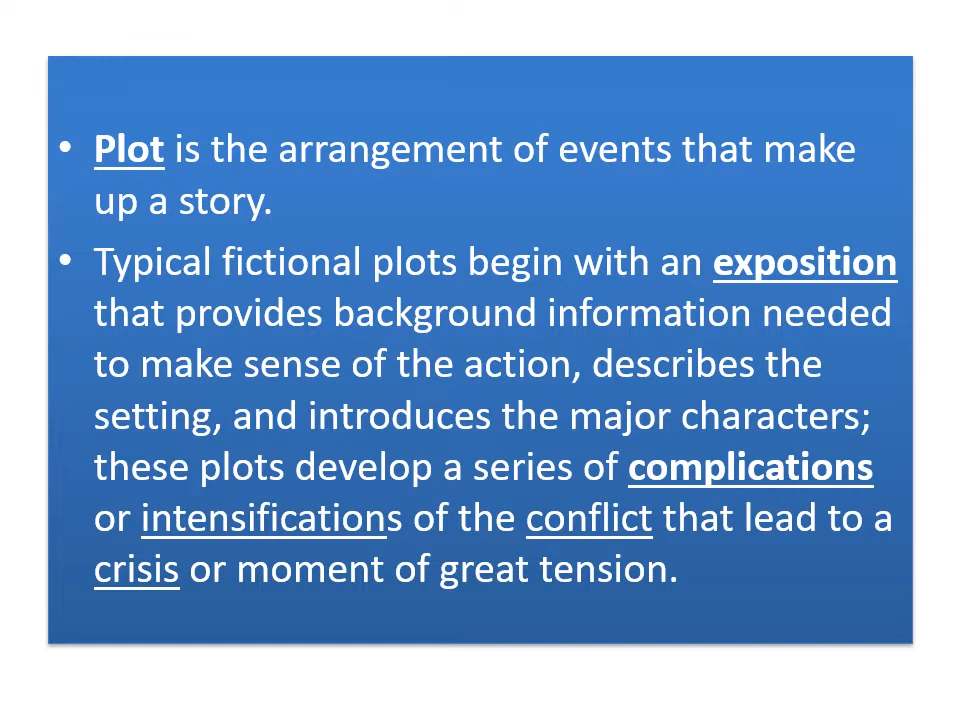 • Plot is the arrangement of events that make
up a story.
• Typical fictional plots begin with an exposition
that provides background information needed
to make sense of the action, describes the
setting, and introduces the major characters;
these plots develop a series of complications
or intensifications of the conflict that lead to a
crisis or moment of great tension.